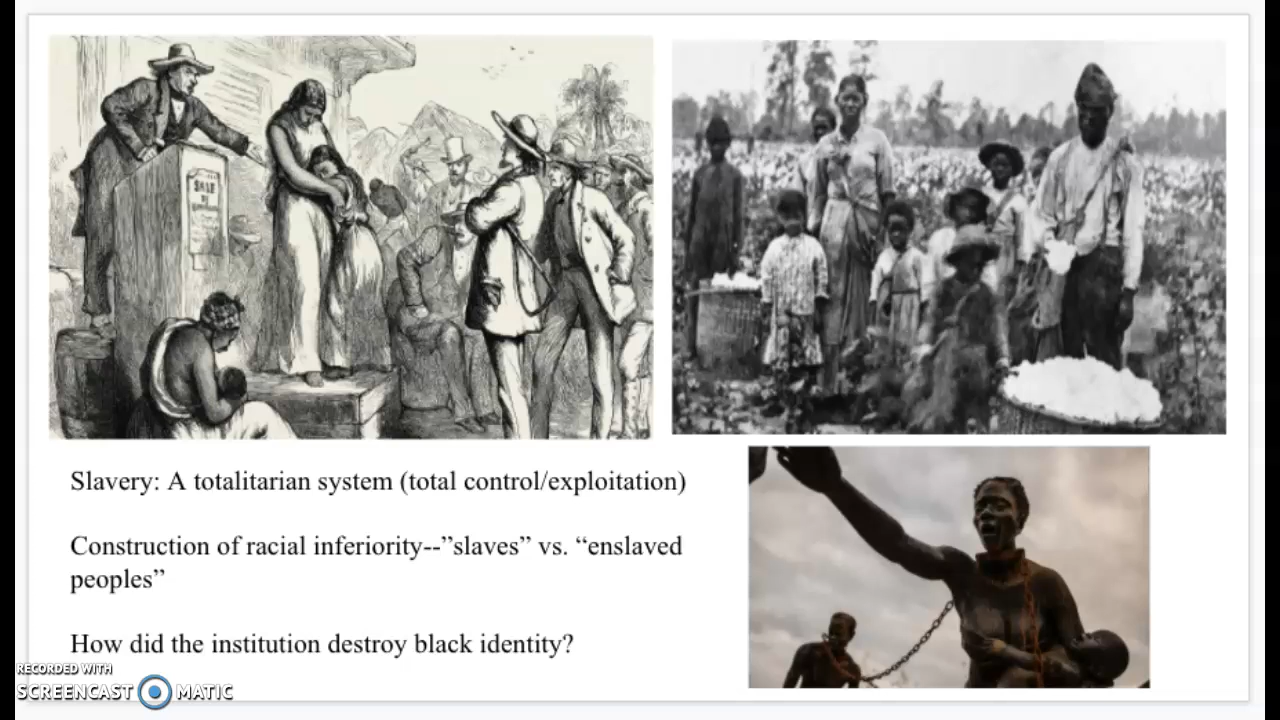 SALE
Slavery: A totalitarian system (total control/exploitation)
Construction of racial inferiority--”slaves” vs. “enslaved
peoples”
How did the institution destroy black identity?
RECORDED WITH
SCREENCAST MATIC